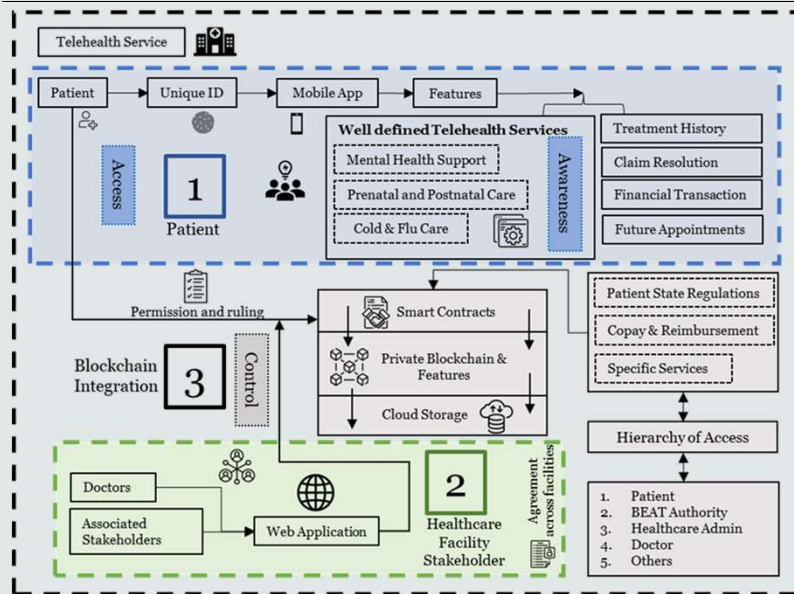 Telehealth Service
Patient
Unique ID
Mobile App
Features
Access
1
Patient
Well defined Telehealth Services
Mental Health Support
Prenatal and Postnatal Care
Cold & Flu Care
Awareness
Treatment History
Claim Resolution
Financial Transaction
Future Appointments
Permission and ruling
Blockchain
Integration
3
Control
Smart Contracts
Private Blockchain &
Features
Cloud Storage
Patient State Regulations
Copay & Reimbursement
Specific Services
Hierarchy of Access
1. Patient
2. BEAT Authority
3. Healthcare Admin
4. Doctor
5. Others
Doctors
Associated
Stakeholders
Web Application
2
Healthcare
Facility
Stakeholder
Agreement
across facilities